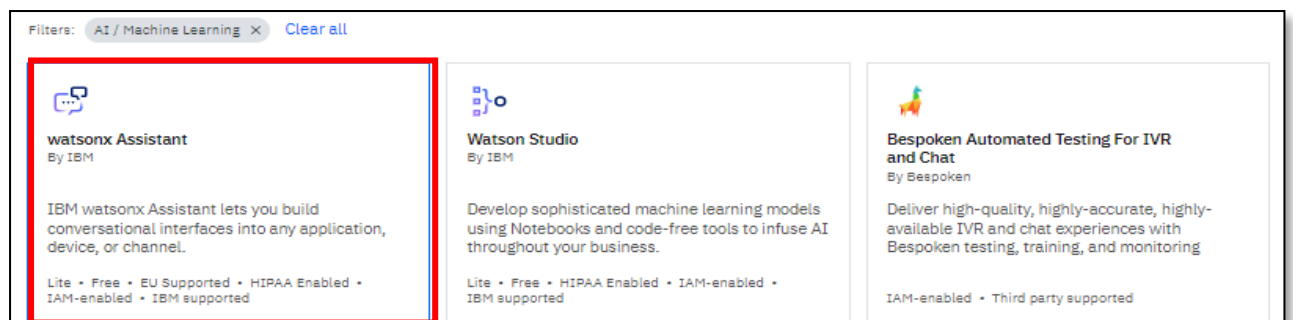 Filters: AI / Machine Learning × Clear all
watsonx Assistant
By IBM
IBM watsonx Assistant lets you build
conversational interfaces into any application,
device, or channel.
Lite • Free • EU Supported • HIPAA Enabled •
IAM-enabled • IBM supported
Watson Studio
By IBM
Develop sophisticated machine learning models
using Notebooks and code-free tools to infuse AI
throughout your business.
Lite • Free • HIPAA Enabled • IAM-enabled •
IBM supported
Bespoken Automated Testing For IVR
and Chat
By Bespoken
Deliver high-quality, highly-accurate, highly-
available IVR and chat experiences with
Bespoken testing, training, and monitoring
IAM-enabled • Third party supported